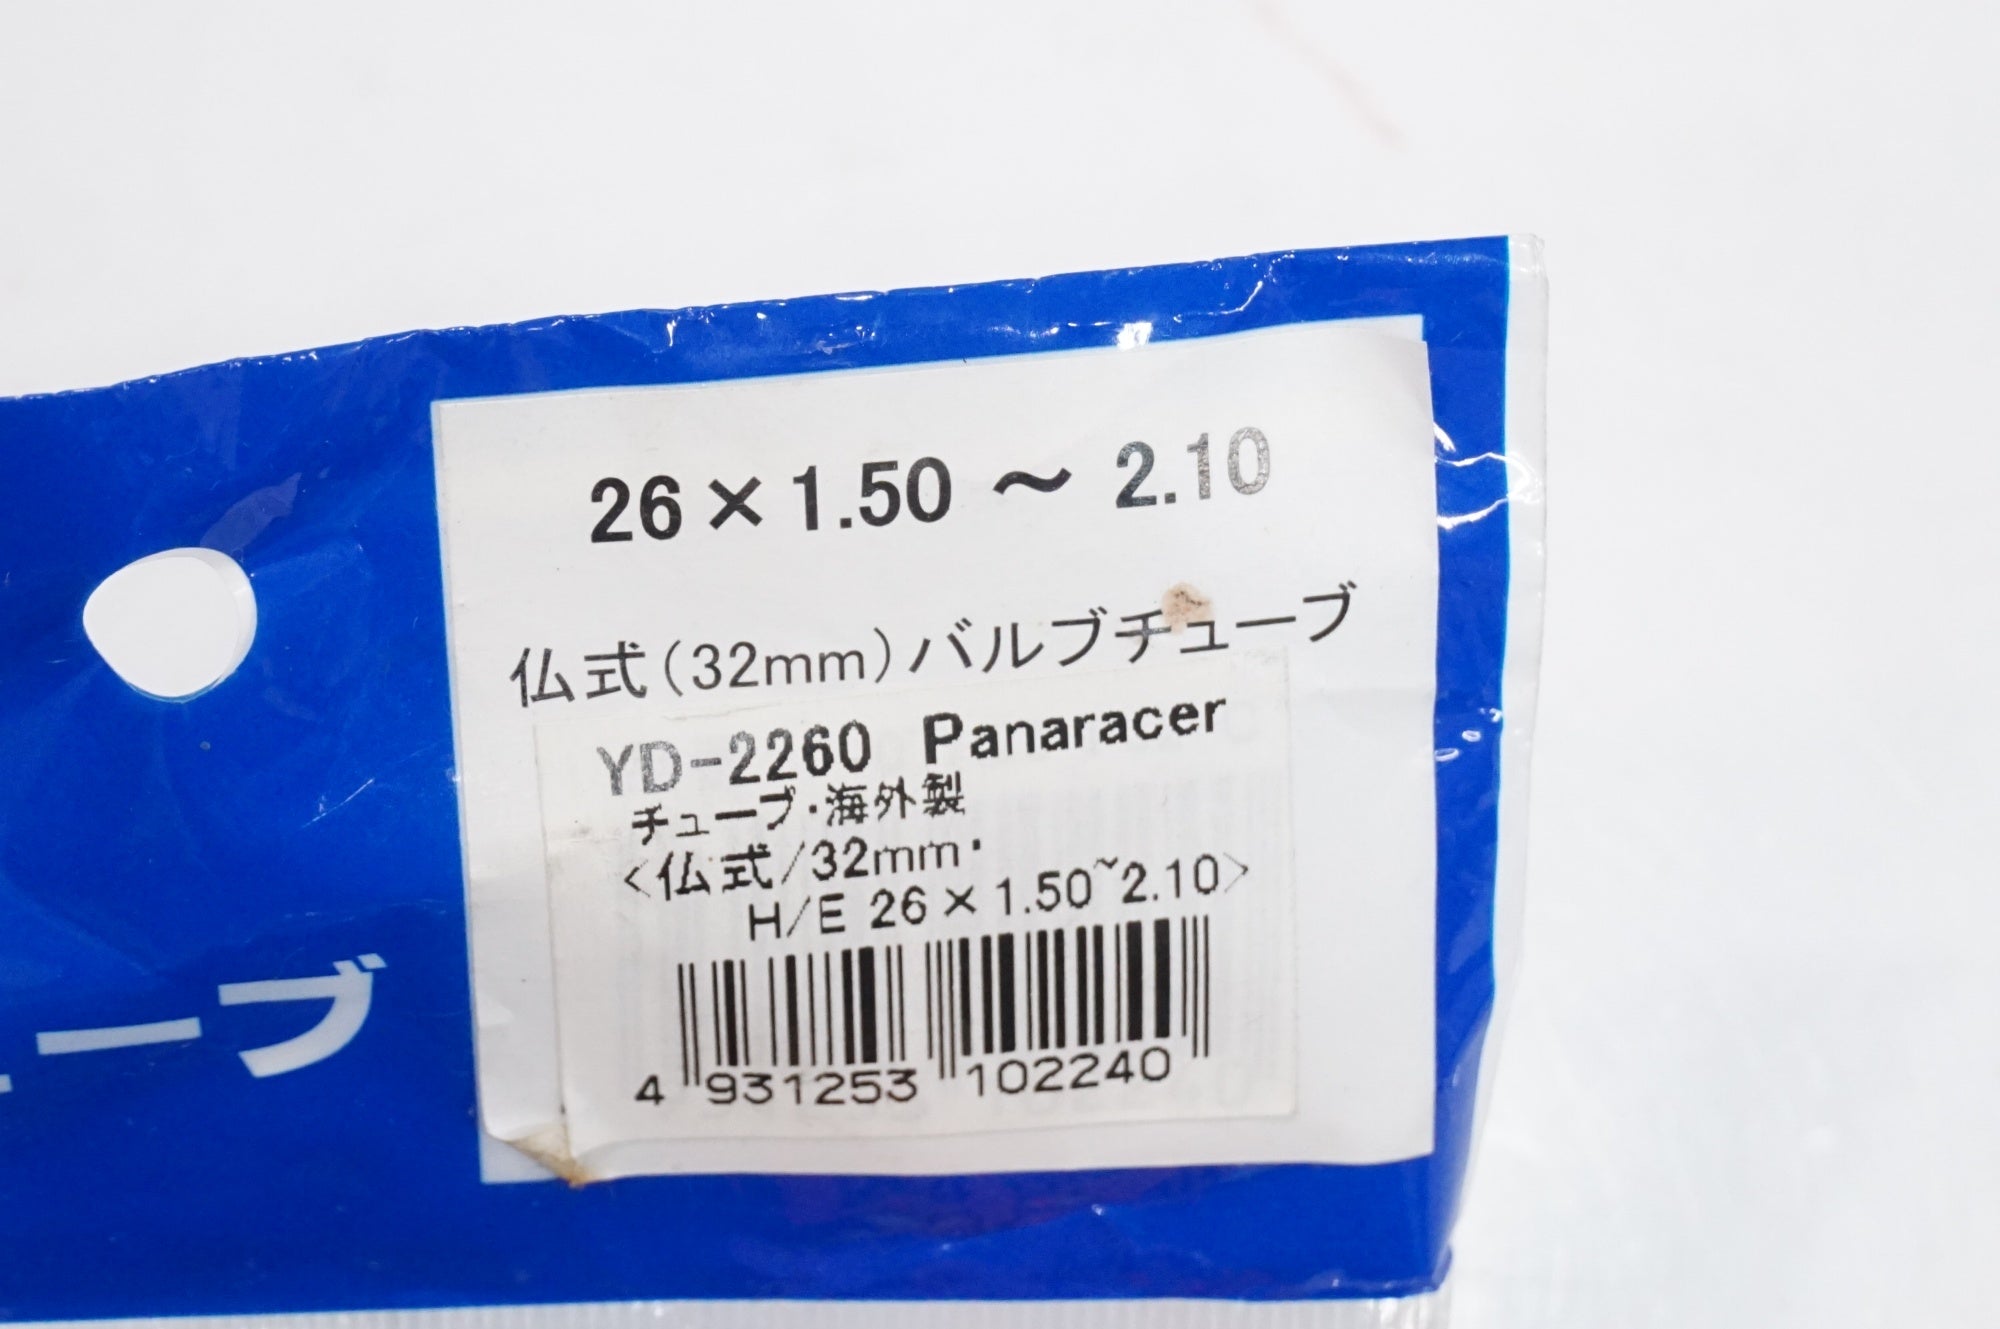 26×1.50 ～ 2.10
仏式(32mm)バルブチューブ
YD-2260 Panaracer
チューブ・海外製
<仏式/32mm・
H/E 26×1.50~2.10>
4 931253 102240
ューブ